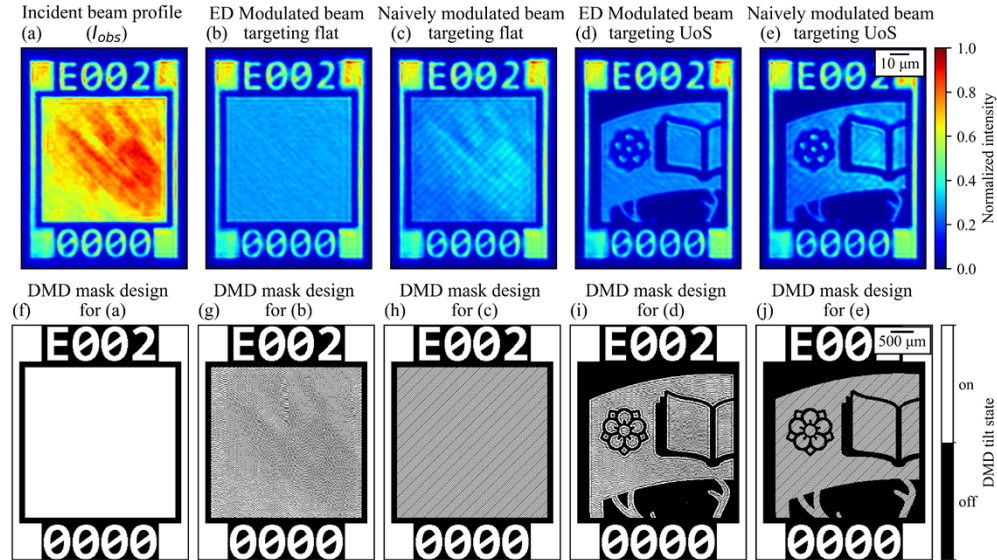 Incident beam profile
(a) (I_obs)
ED Modulated beam
(b) targeting flat
Naively modulated beam
(c) targeting flat
ED Modulated beam
(d) targeting UoS
Naively modulated beam
(e) targeting UoS
E002
0000
E002
0000
E002
0000
E002
0000
E002
10 μm
0000
1.0
0.8
0.6
0.4
0.2
0.0
Normalized intensity
DMD mask design
(f) for (a)
DMD mask design
(g) for (b)
DMD mask design
(h) for (c)
DMD mask design
(i) for (d)
DMD mask design
(j) for (e)
E002
0000
E002
0000
E002
0000
E002
0000
E00
500 μm
0000
on
off
DMD tilt state